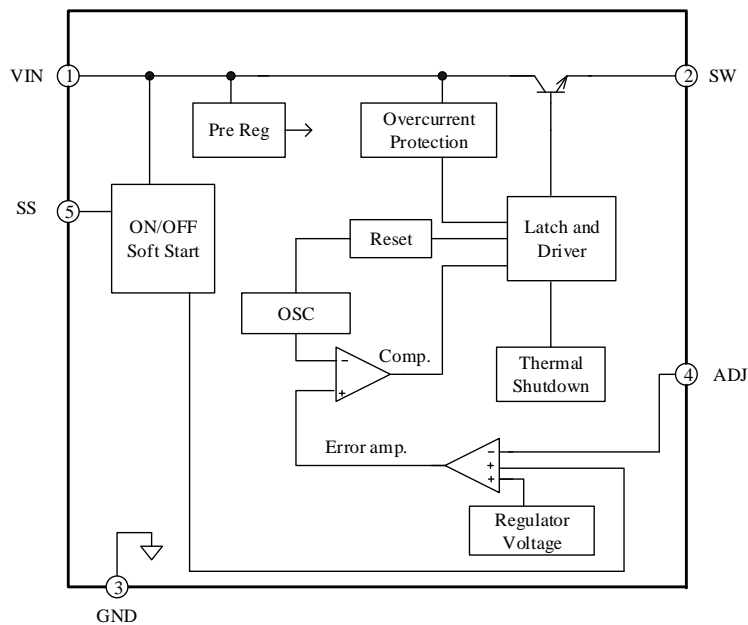 VIN
1
2
SW
Pre Reg
Overcurrent
Protection
SS
5
ON/OFF
Soft Start
Latch and
Driver
Reset
OSC
Comp.
−
+
Thermal
Shutdown
4
ADJ
Error amp.
−
+
+
Regulator
Voltage
3
GND